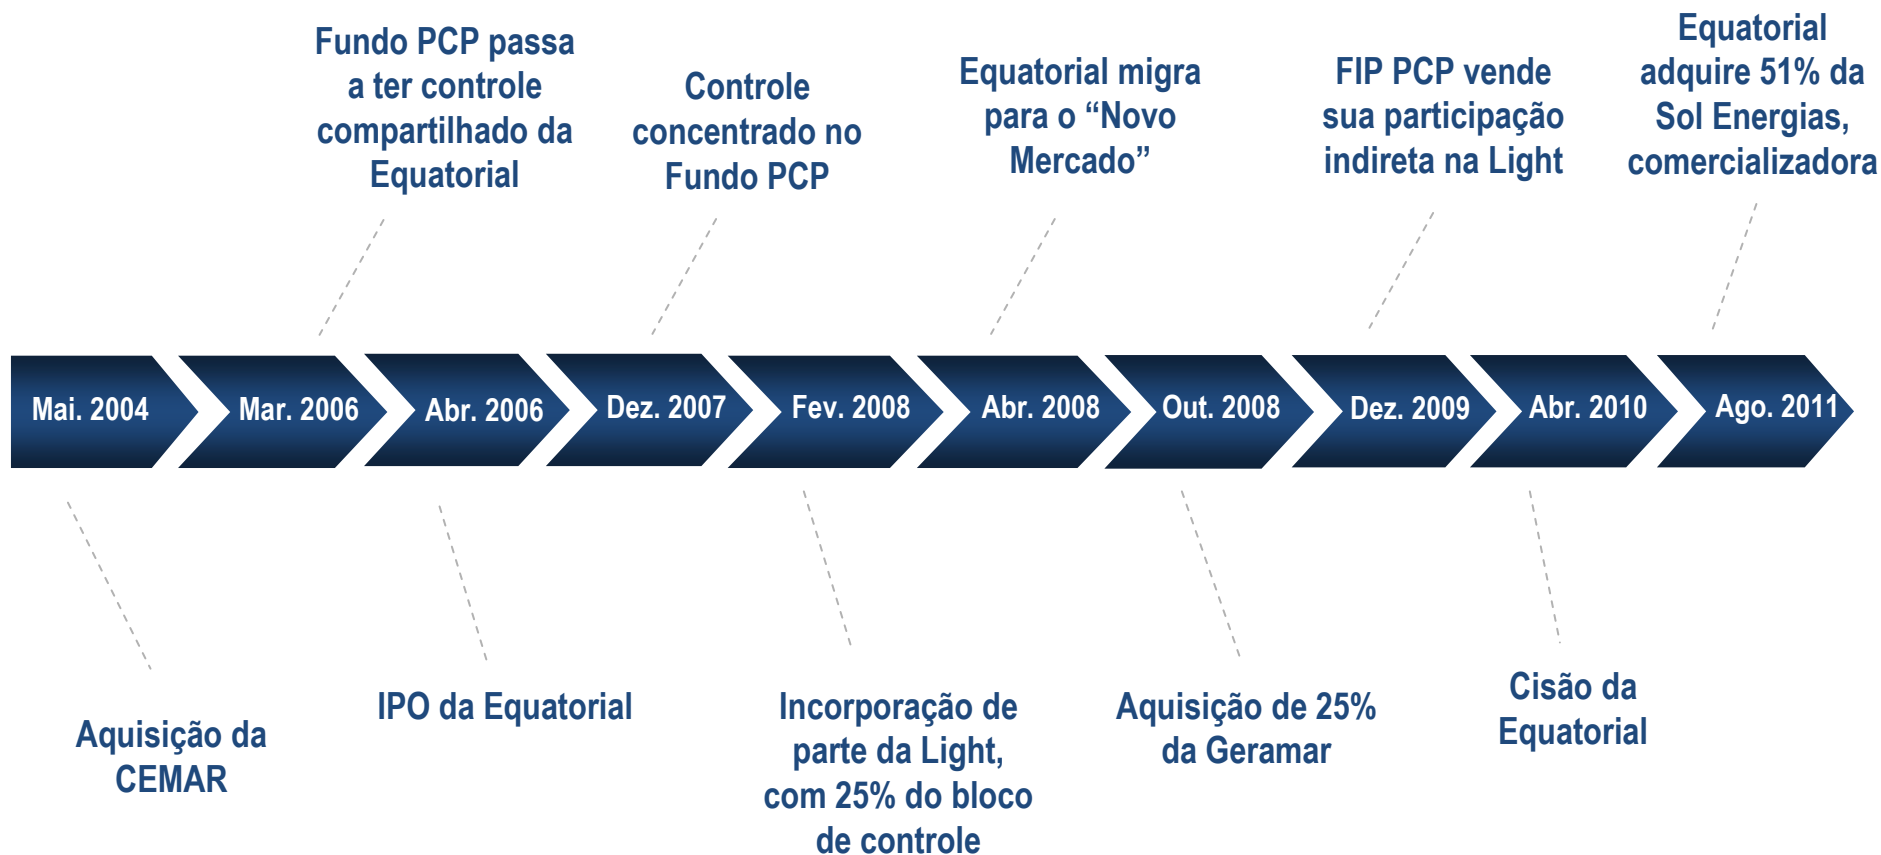 Fundo PCP passa
a ter controle
compartilhado da
Equatorial
Controle
concentrado no
Fundo PCP
Equatorial migra
para o “Novo
Mercado”
FIP PCP vende
sua participação
indireta na Light
Equatorial
adquire 51% da
Sol Energias,
comercializadora
Mai. 2004
Mar. 2006
Abr. 2006
Dez. 2007
Fev. 2008
Abr. 2008
Out. 2008
Dez. 2009
Abr. 2010
Ago. 2011
Aquisição da
CEMAR
IPO da Equatorial
Incorporação de
parte da Light,
com 25% do bloco
de controle
Aquisição de 25%
da Geramar
Cisão da
Equatorial